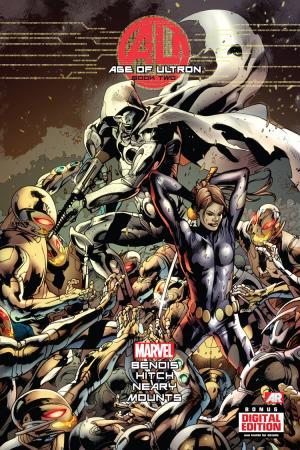 AU
AGE OF ULTRON
BOOK TWO
MARVEL
BENDIS
HITCH
NEARY
MOUNTS
AR
BONUS
DIGITAL
EDITION